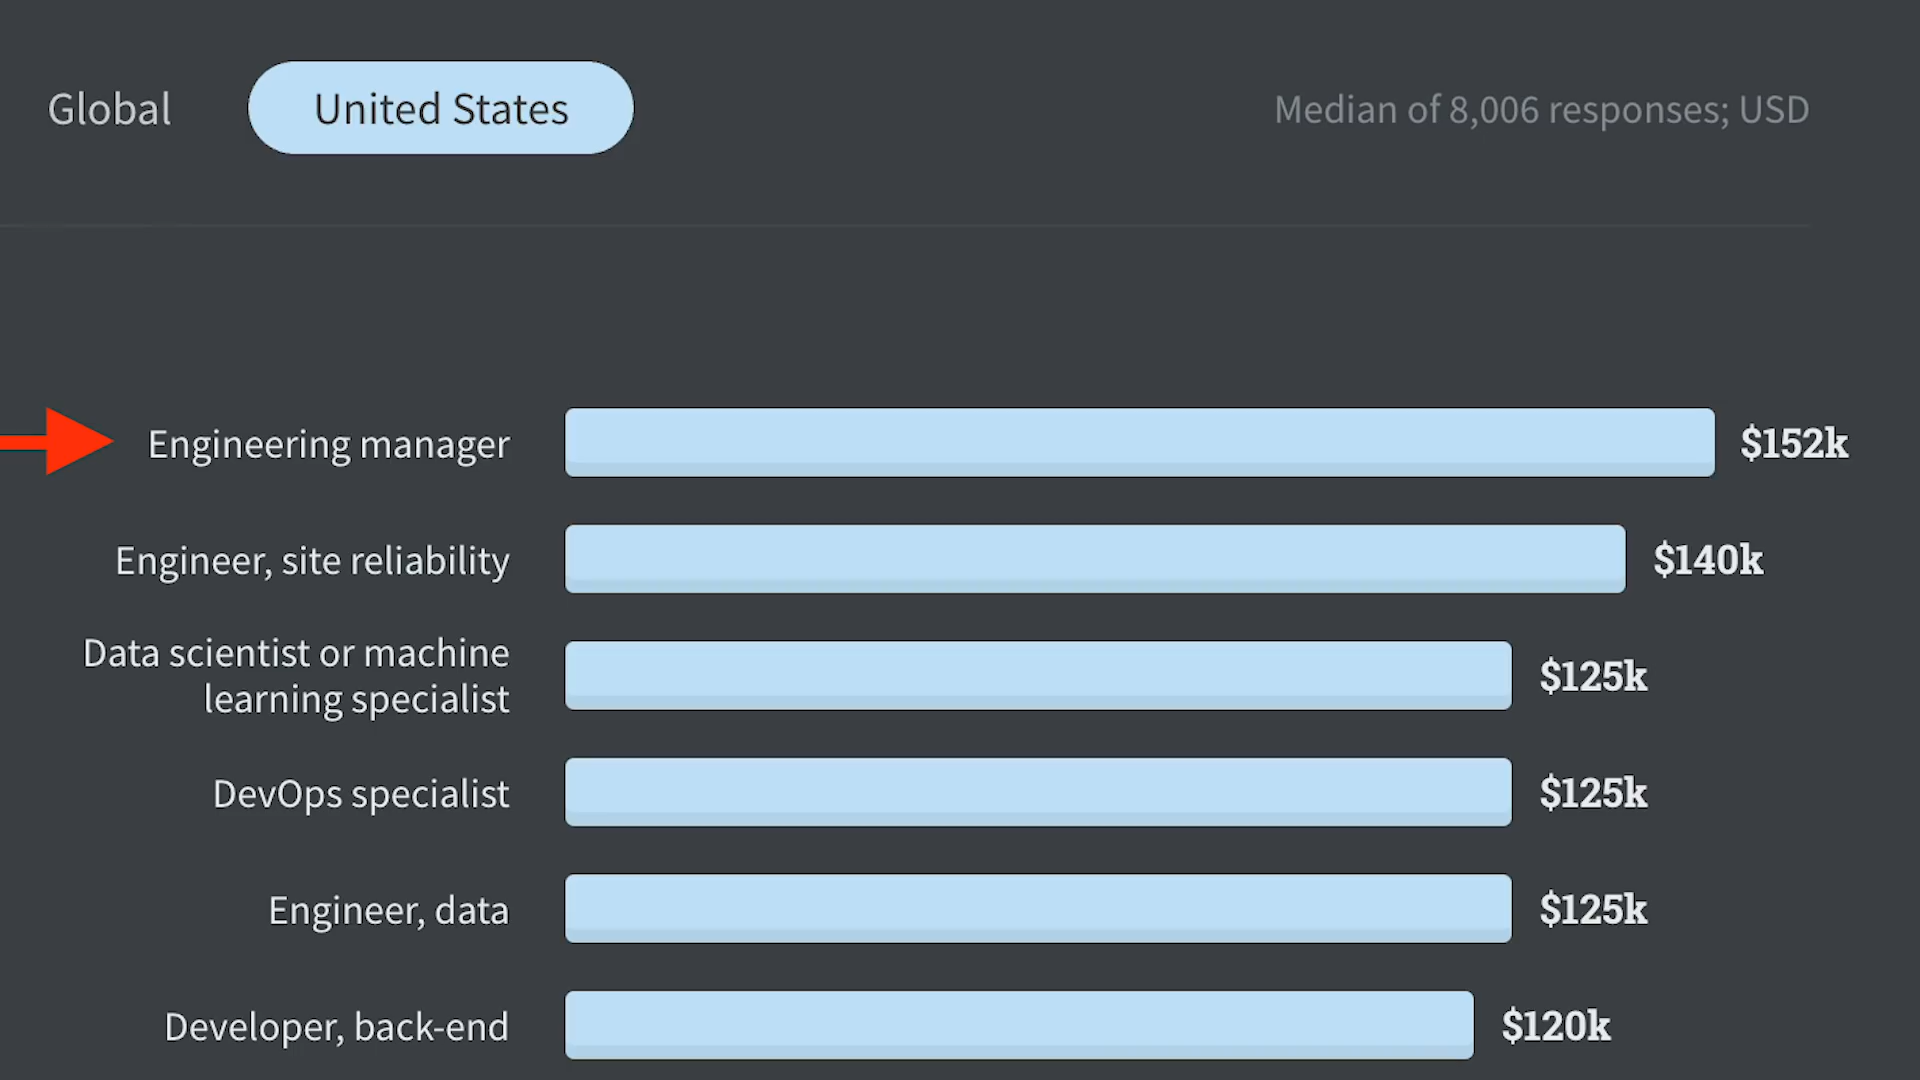 Global
United States
Median of 8,006 responses; USD
Engineering manager
$152k
Engineer, site reliability
$140k
Data scientist or machine
learning specialist
$125k
DevOps specialist
$125k
Engineer, data
$125k
Developer, back-end
$120k